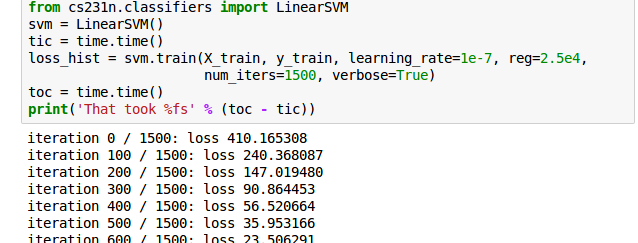 from cs231n.classifiers import LinearSVM
svm = LinearSVM()
tic = time.time()
loss_hist = svm.train(X_train, y_train, learning_rate=1e-7, reg=2.5e4,
num_iters=1500, verbose=True)
toc = time.time()
print('That took %fs' % (toc - tic))
iteration 0 / 1500: loss 410.165308
iteration 100 / 1500: loss 240.368087
iteration 200 / 1500: loss 147.019480
iteration 300 / 1500: loss 90.864453
iteration 400 / 1500: loss 56.520664
iteration 500 / 1500: loss 35.953166
iteration 600 / 1500: loss 23.506291